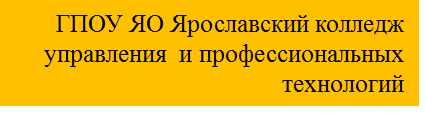 ГПОУ ЯО Ярославский колледж
управления  и профессиональных
технологий